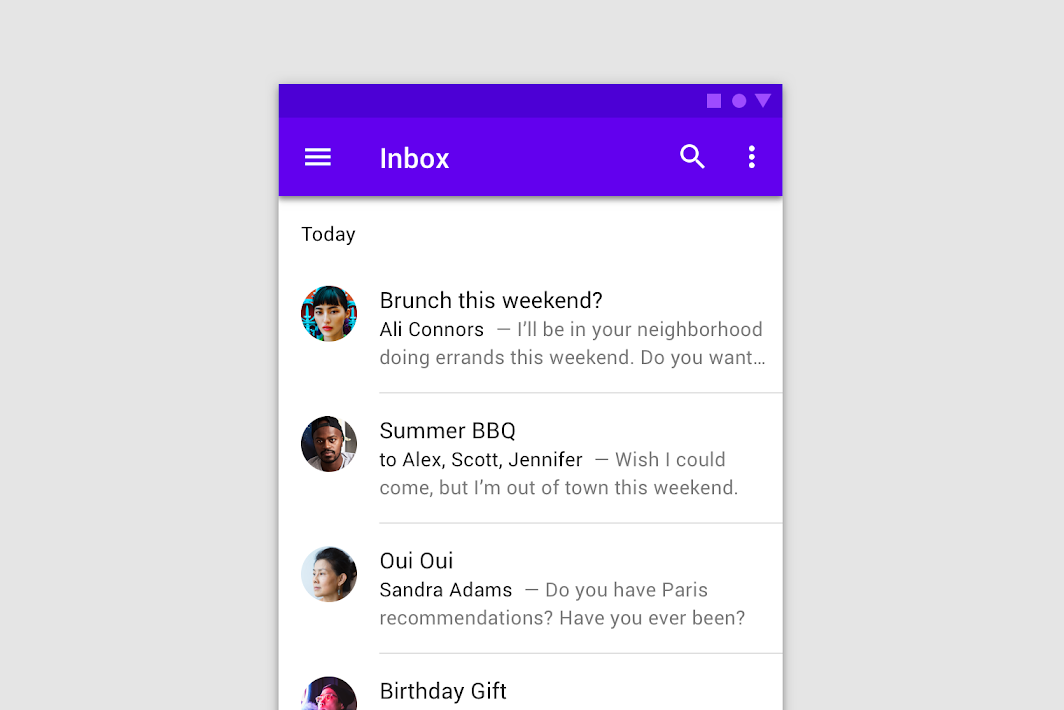 Inbox
Today
Brunch this weekend?
Ali Connors — I’ll be in your neighborhood
doing errands this weekend. Do you want…
Summer BBQ
to Alex, Scott, Jennifer — Wish I could
come, but I’m out of town this weekend.
Oui Oui
Sandra Adams — Do you have Paris
recommendations? Have you ever been?
Birthday Gift